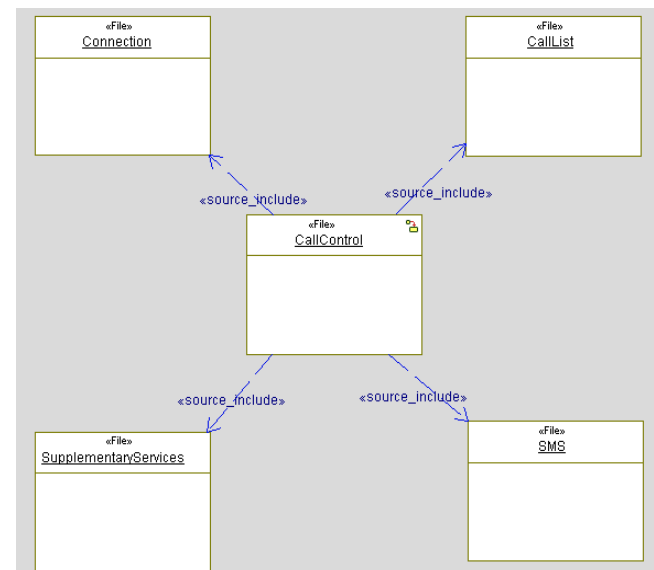 «File»
Connection
«File»
CallList
«source_include»
«source_include»
«File»
CallControl
«source_include»
«source_include»
«File»
SupplementaryServices
«File»
SMS